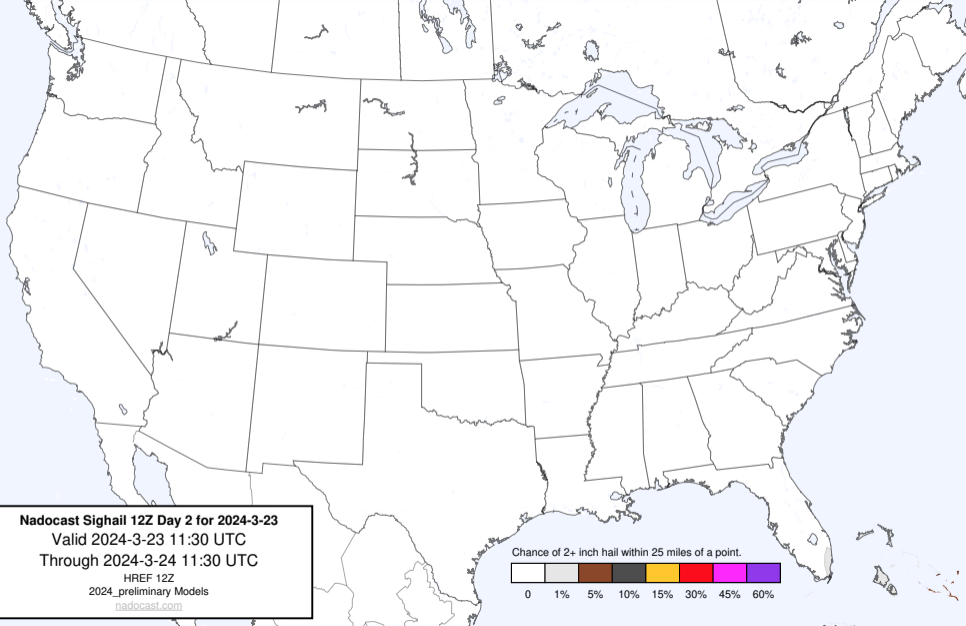 Nadocast Sighail 12Z Day 2 for 2024-3-23
Valid 2024-3-23 11:30 UTC
Through 2024-3-24 11:30 UTC
HREF 12Z
2024_preliminary Models
nadocast.com
Chance of 2+ inch hail within 25 miles of a point.
0 1% 5% 10% 15% 30% 45% 60%